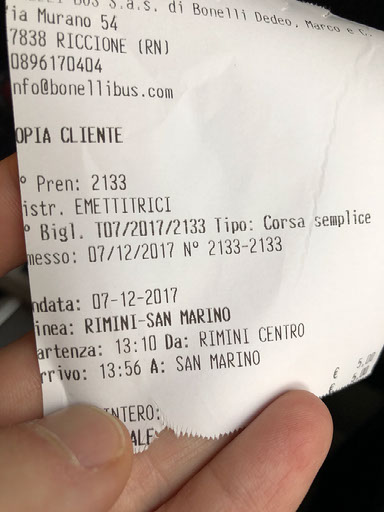 BUS S.a.s. di Bonelli Dedeo, Marco e C.
ia Murano 54
7838 RICCIONE (RN)
0896170404
nfo@bonellibus.com
OPIA CLIENTE
° Pren: 2133
istr. EMETTITRICI
° Bigl. T07/2017/2133 Tipo: Corsa semplice
messo: 07/12/2017 N° 2133-2133
ndata: 07-12-2017
inea: RIMINI-SAN MARINO
artenza: 13:10 Da: RIMINI CENTRO
rrivo: 13:56 A: SAN MARINO
€ 5,00
INTERO: €
ALE